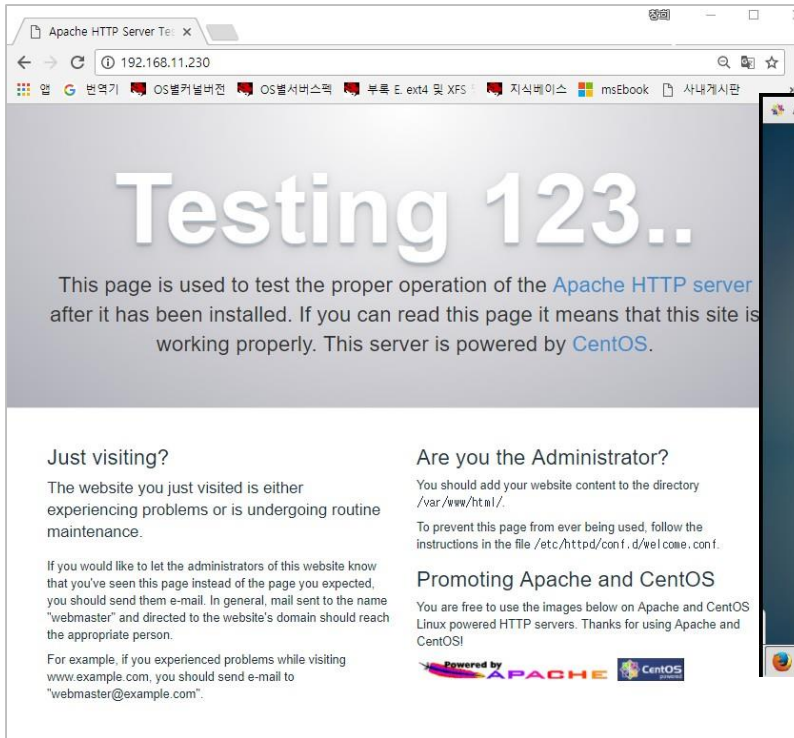 창희
Apache HTTP Server Tes
192.168.11.230
앱 번역기 OS별커널버전 OS별서버스펙 부록 E. ext4 및 XFS 지식베이스 msEbook 사내게시판
Testing 123..
This page is used to test the proper operation of the Apache HTTP server
after it has been installed. If you can read this page it means that this site is
working properly. This server is powered by CentOS.
Just visiting?
The website you just visited is either
experiencing problems or is undergoing routine
maintenance.
If you would like to let the administrators of this website know
that you've seen this page instead of the page you expected,
you should send them e-mail. In general, mail sent to the name
"webmaster" and directed to the website's domain should reach
the appropriate person.
For example, if you experienced problems while visiting
www.example.com, you should send e-mail to
"webmaster@example.com".
Are you the Administrator?
You should add your website content to the directory
/var/www/html/.
To prevent this page from ever being used, follow the
instructions in the file /etc/httpd/conf.d/welcome.conf.
Promoting Apache and CentOS
You are free to use the images below on Apache and CentOS
Linux powered HTTP servers. Thanks for using Apache and
CentOS!
Powered by
APACHE
CentOS
powered